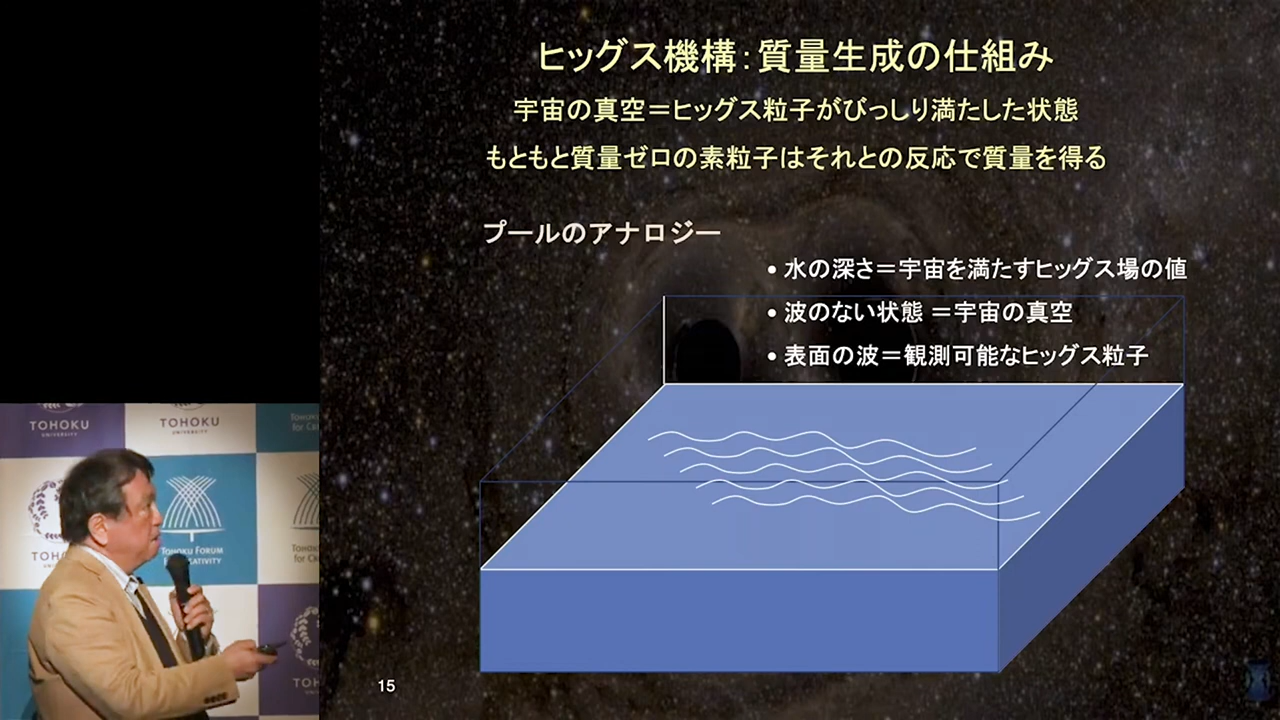 ヒッグス機構：質量生成の仕組み
宇宙の真空＝ヒッグス粒子がびっしり満たした状態
もともと質量ゼロの素粒子はそれとの反応で質量を得る
プールのアナロジー
• 水の深さ＝宇宙を満たすヒッグス場の値
• 波のない状態 ＝宇宙の真空
• 表面の波＝観測可能なヒッグス粒子
15
TOHOKU
UNIVERSITY
TOHOKU
UNIVERSITY
TOHOKU FORUM